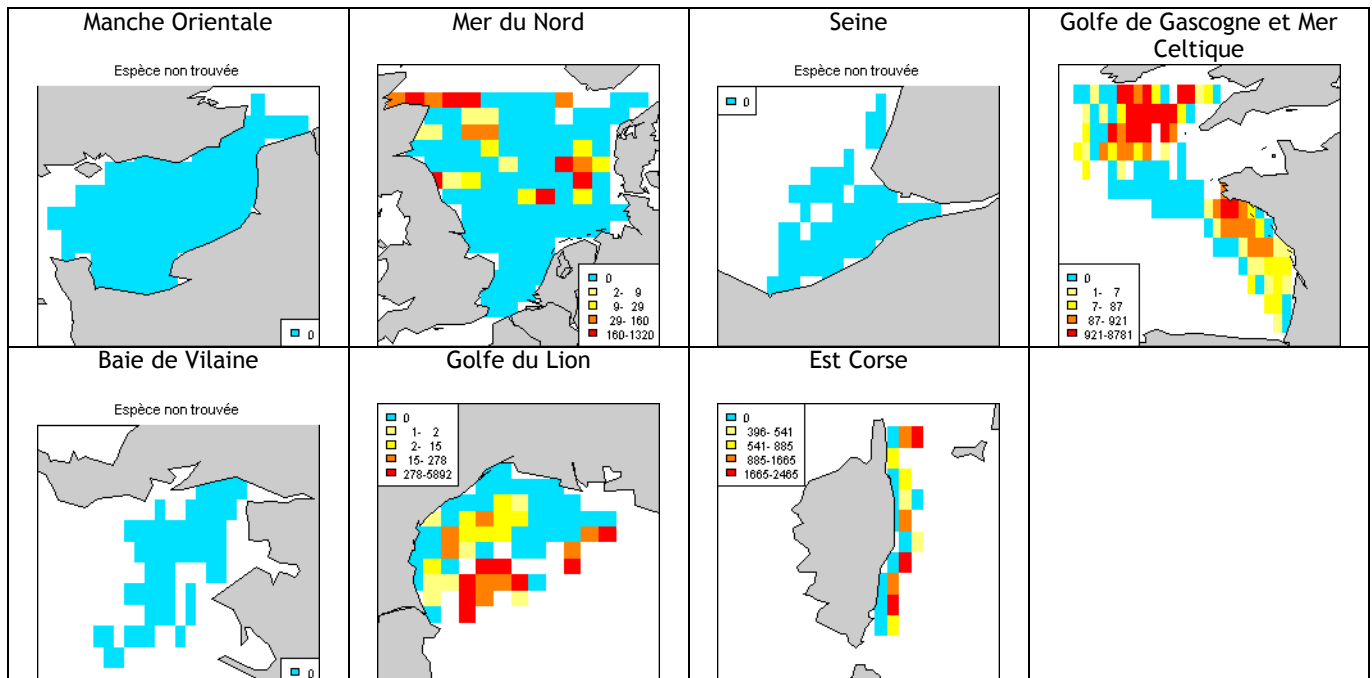 Manche Orientale
Espèce non trouvée
0
Mer du Nord
0
2- 9
9- 29
29- 160
160-1320
Seine
Espèce non trouvée
0
Golfe de Gascogne et Mer
Celtique
0
1- 7
7- 87
87- 921
921-8781
Baie de Vilaine
Espèce non trouvée
0
Golfe du Lion
0
1- 2
2- 15
15- 278
278-5892
Est Corse
0
396- 541
541- 885
885-1665
1665-2465